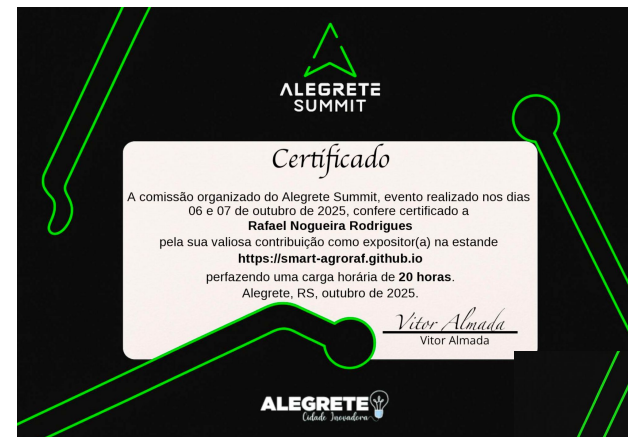 ALEGRETE
SUMMIT
Certificado
A comissão organizado do Alegrete Summit, evento realizado nos dias
06 e 07 de outubro de 2025, confere certificado a
Rafael Nogueira Rodrigues
pela sua valiosa contribuição como expositor(a) na estande
https://smart-agroraf.github.io
perfazendo uma carga horária de 20 horas.
Alegrete, RS, outubro de 2025.
Vitor Almada
Vitor Almada
ALEGRETE
Cidade Inovadora